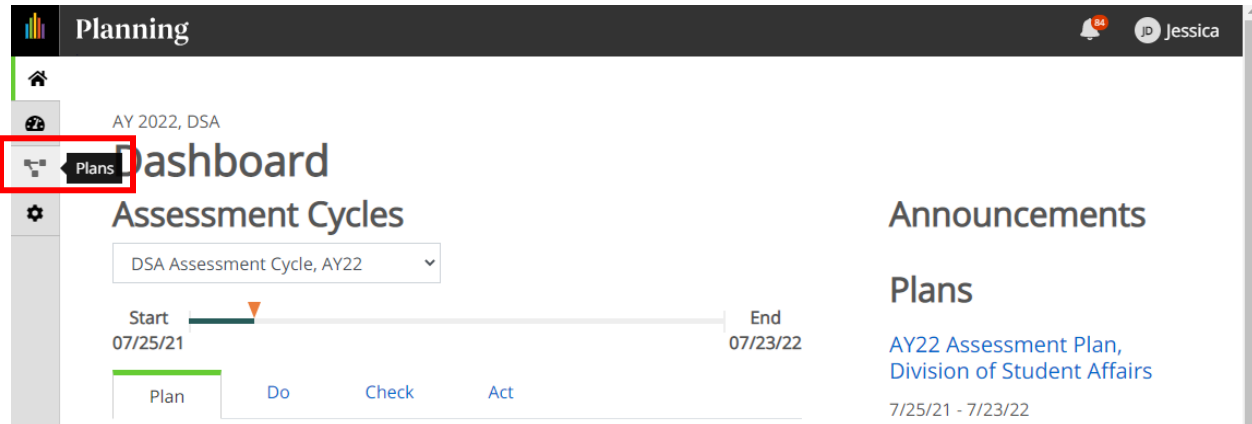 Planning
84
JD Jessica
AY 2022, DSA
Plans
Dashboard
Assessment Cycles
DSA Assessment Cycle, AY22
Start
07/25/21
End
07/23/22
Plan Do Check Act
Announcements
Plans
AY22 Assessment Plan,
Division of Student Affairs
7/25/21 - 7/23/22